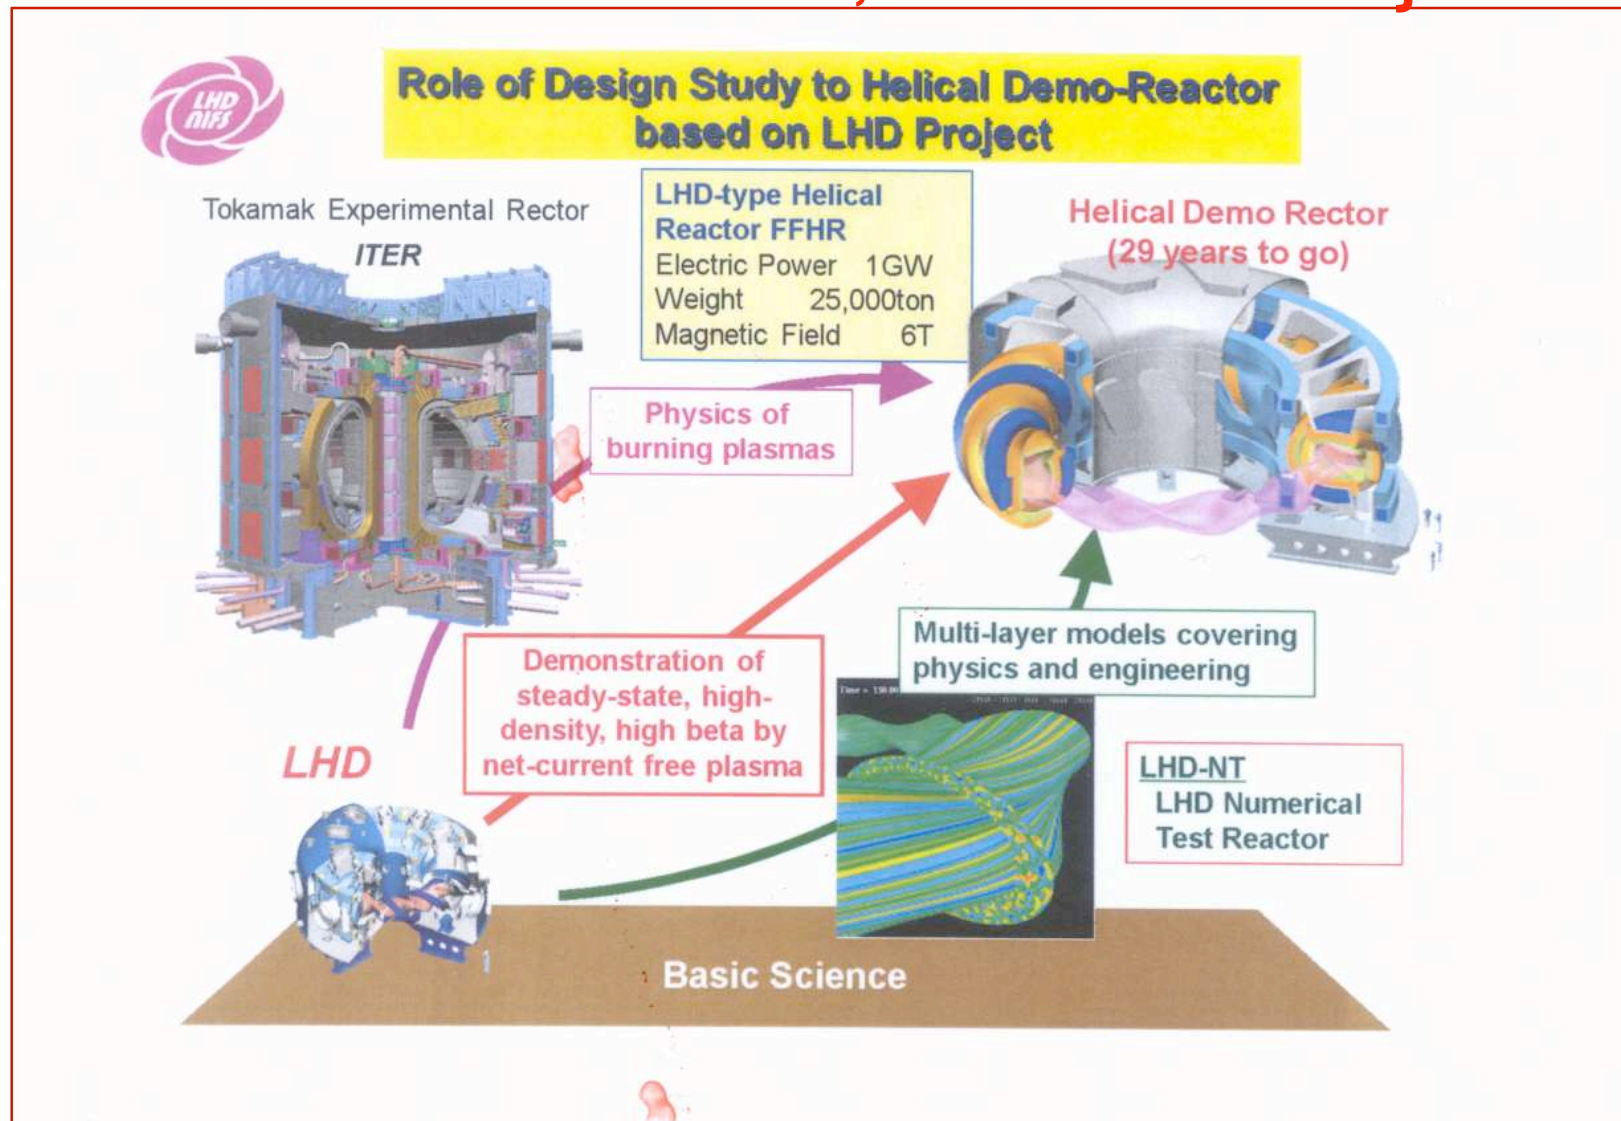 LHD
NIFS
Role of Design Study to Helical Demo-Reactor
based on LHD Project
Tokamak Experimental Rector
ITER
LHD-type Helical
Reactor FFHR
Electric Power 1GW
Weight 25,000ton
Magnetic Field 6T
Helical Demo Rector
(29 years to go)
Physics of
burning plasmas
Multi-layer models covering
physics and engineering
Demonstration of
steady-state, high-
density, high beta by
net-current free plasma
Time =
LHD
LHD-NT
LHD Numerical
Test Reactor
Basic Science